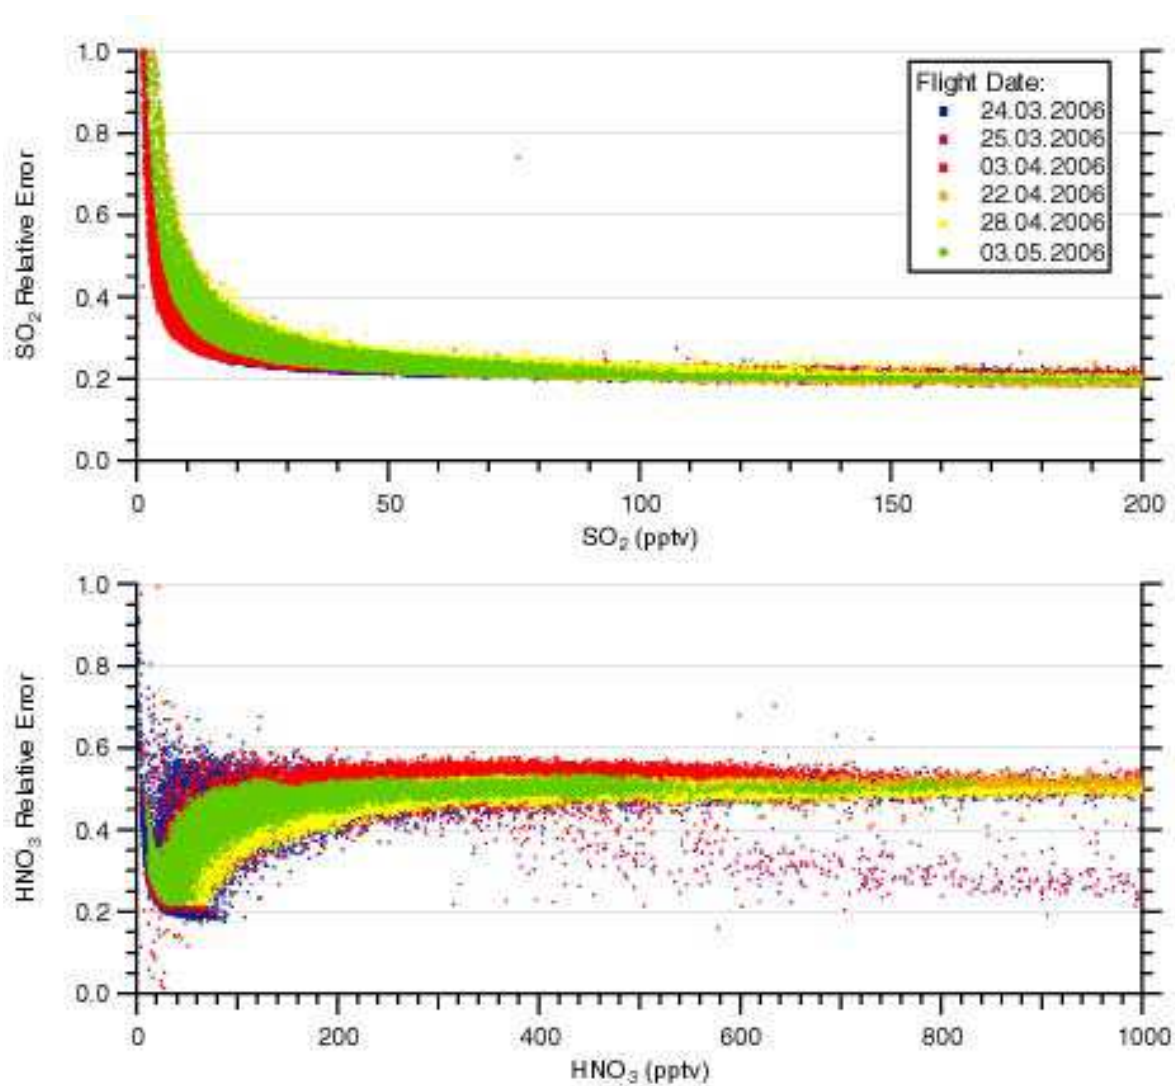 1.0
0.8
0.6
0.4
0.2
0.0
SO₂ Relative Error
Flight Date:
24.03.2006
25.03.2006
03.04.2006
22.04.2006
28.04.2006
03.05.2006
0 50 100 150 200
SO₂ (pptv)
1.0
0.8
0.6
0.4
0.2
0.0
HNO₃ Relative Error
0 200 400 600 800 1000
HNO₃ (pptv)